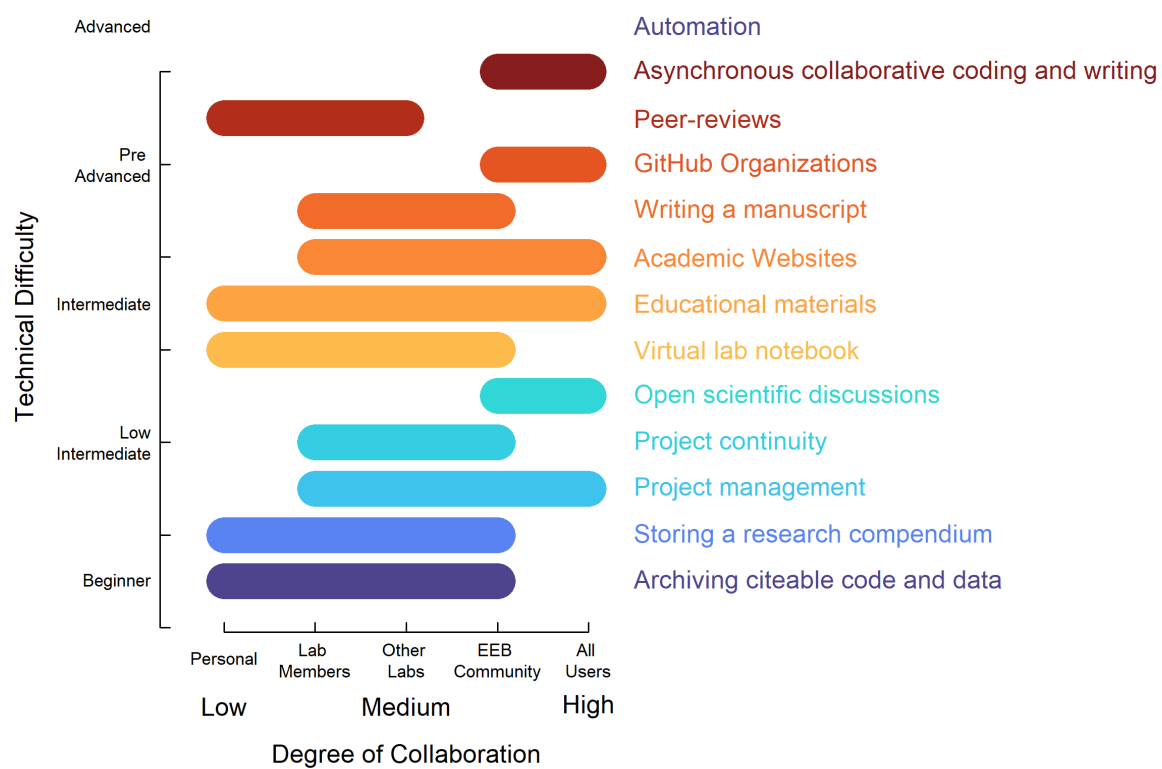 Advanced
Automation
Asynchronous collaborative coding and writing
Peer-reviews
Pre
Advanced
GitHub Organizations
Writing a manuscript
Academic Websites
Technical Difficulty
Intermediate
Educational materials
Virtual lab notebook
Open scientific discussions
Low
Intermediate
Project continuity
Project management
Storing a research compendium
Beginner
Archiving citeable code and data
Personal
Lab
Members
Other
Labs
EEB
Community
All
Users
Low
Medium
High
Degree of Collaboration